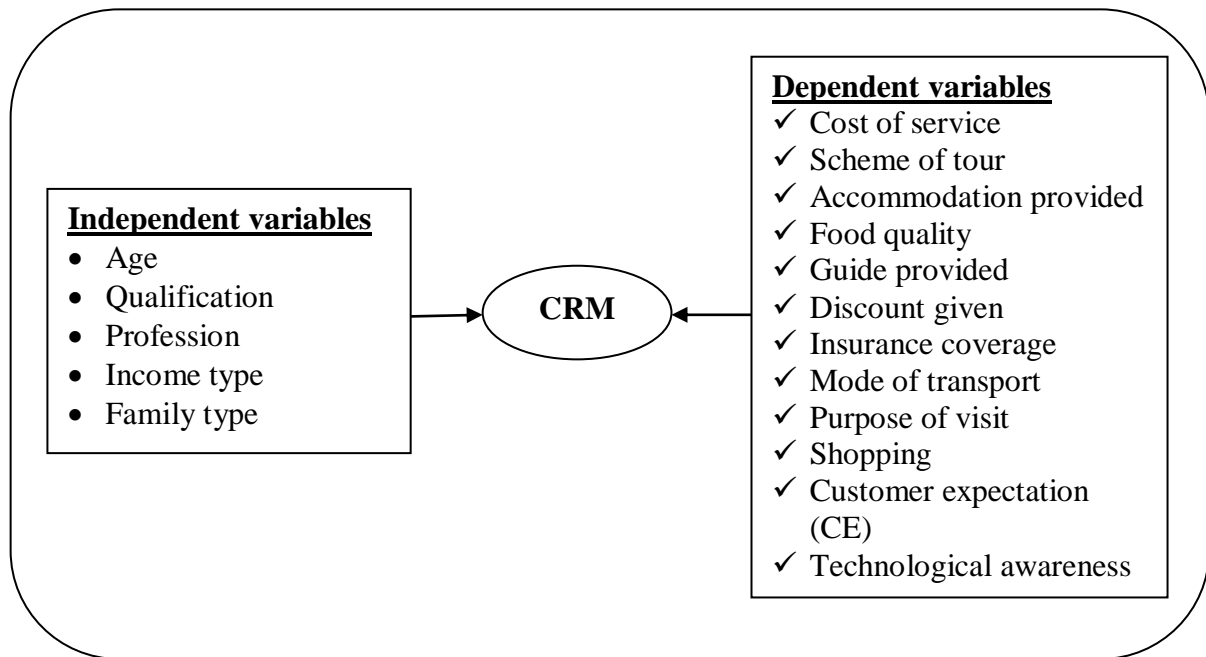 Independent variables
• Age
• Qualification
• Profession
• Income type
• Family type
CRM
Dependent variables
✓ Cost of service
✓ Scheme of tour
✓ Accommodation provided
✓ Food quality
✓ Guide provided
✓ Discount given
✓ Insurance coverage
✓ Mode of transport
✓ Purpose of visit
✓ Shopping
✓ Customer expectation
(CE)
✓ Technological awareness